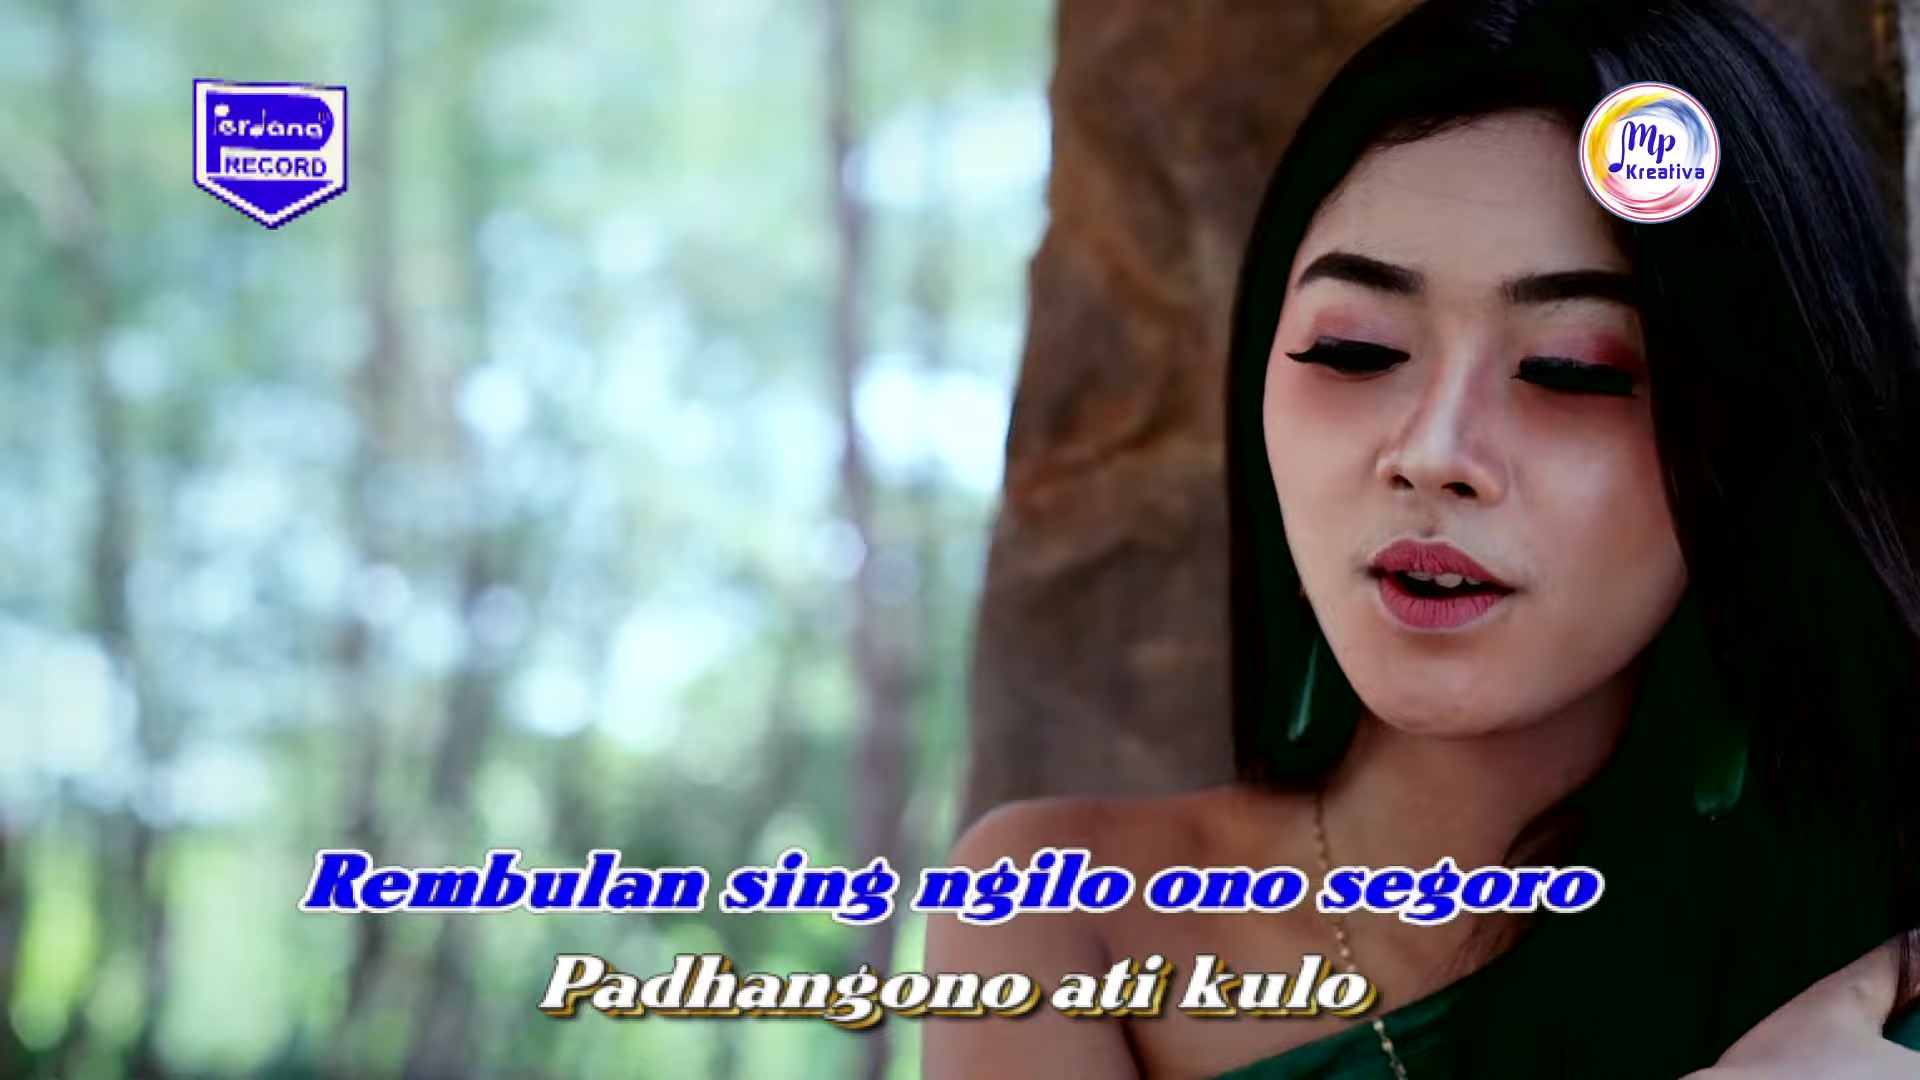 Perdana
RECORD
Mp
Kreativa
Rembulan sing ngilo ono segoro
Padhangono ati kulo